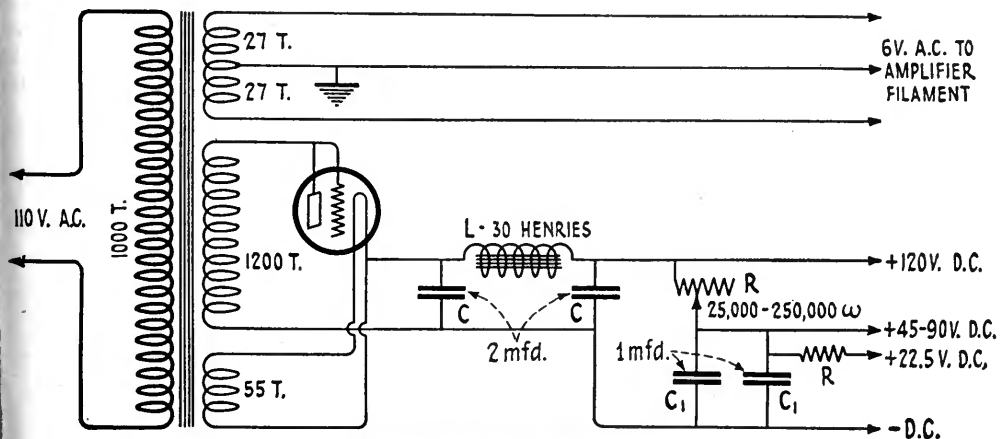 27 T.
27 T.
6V. A.C. TO
AMPLIFIER
FILAMENT
110 V. A.C.
1000 T.
1200 T.
L - 30 HENRIES
+120V. D.C.
R
25,000-250,000 ω
C
C
2 mfd.
+45-90V. D.C.
1 mfd.
R
+22.5 V. D.C,
55 T.
C1
C1
- D.C.